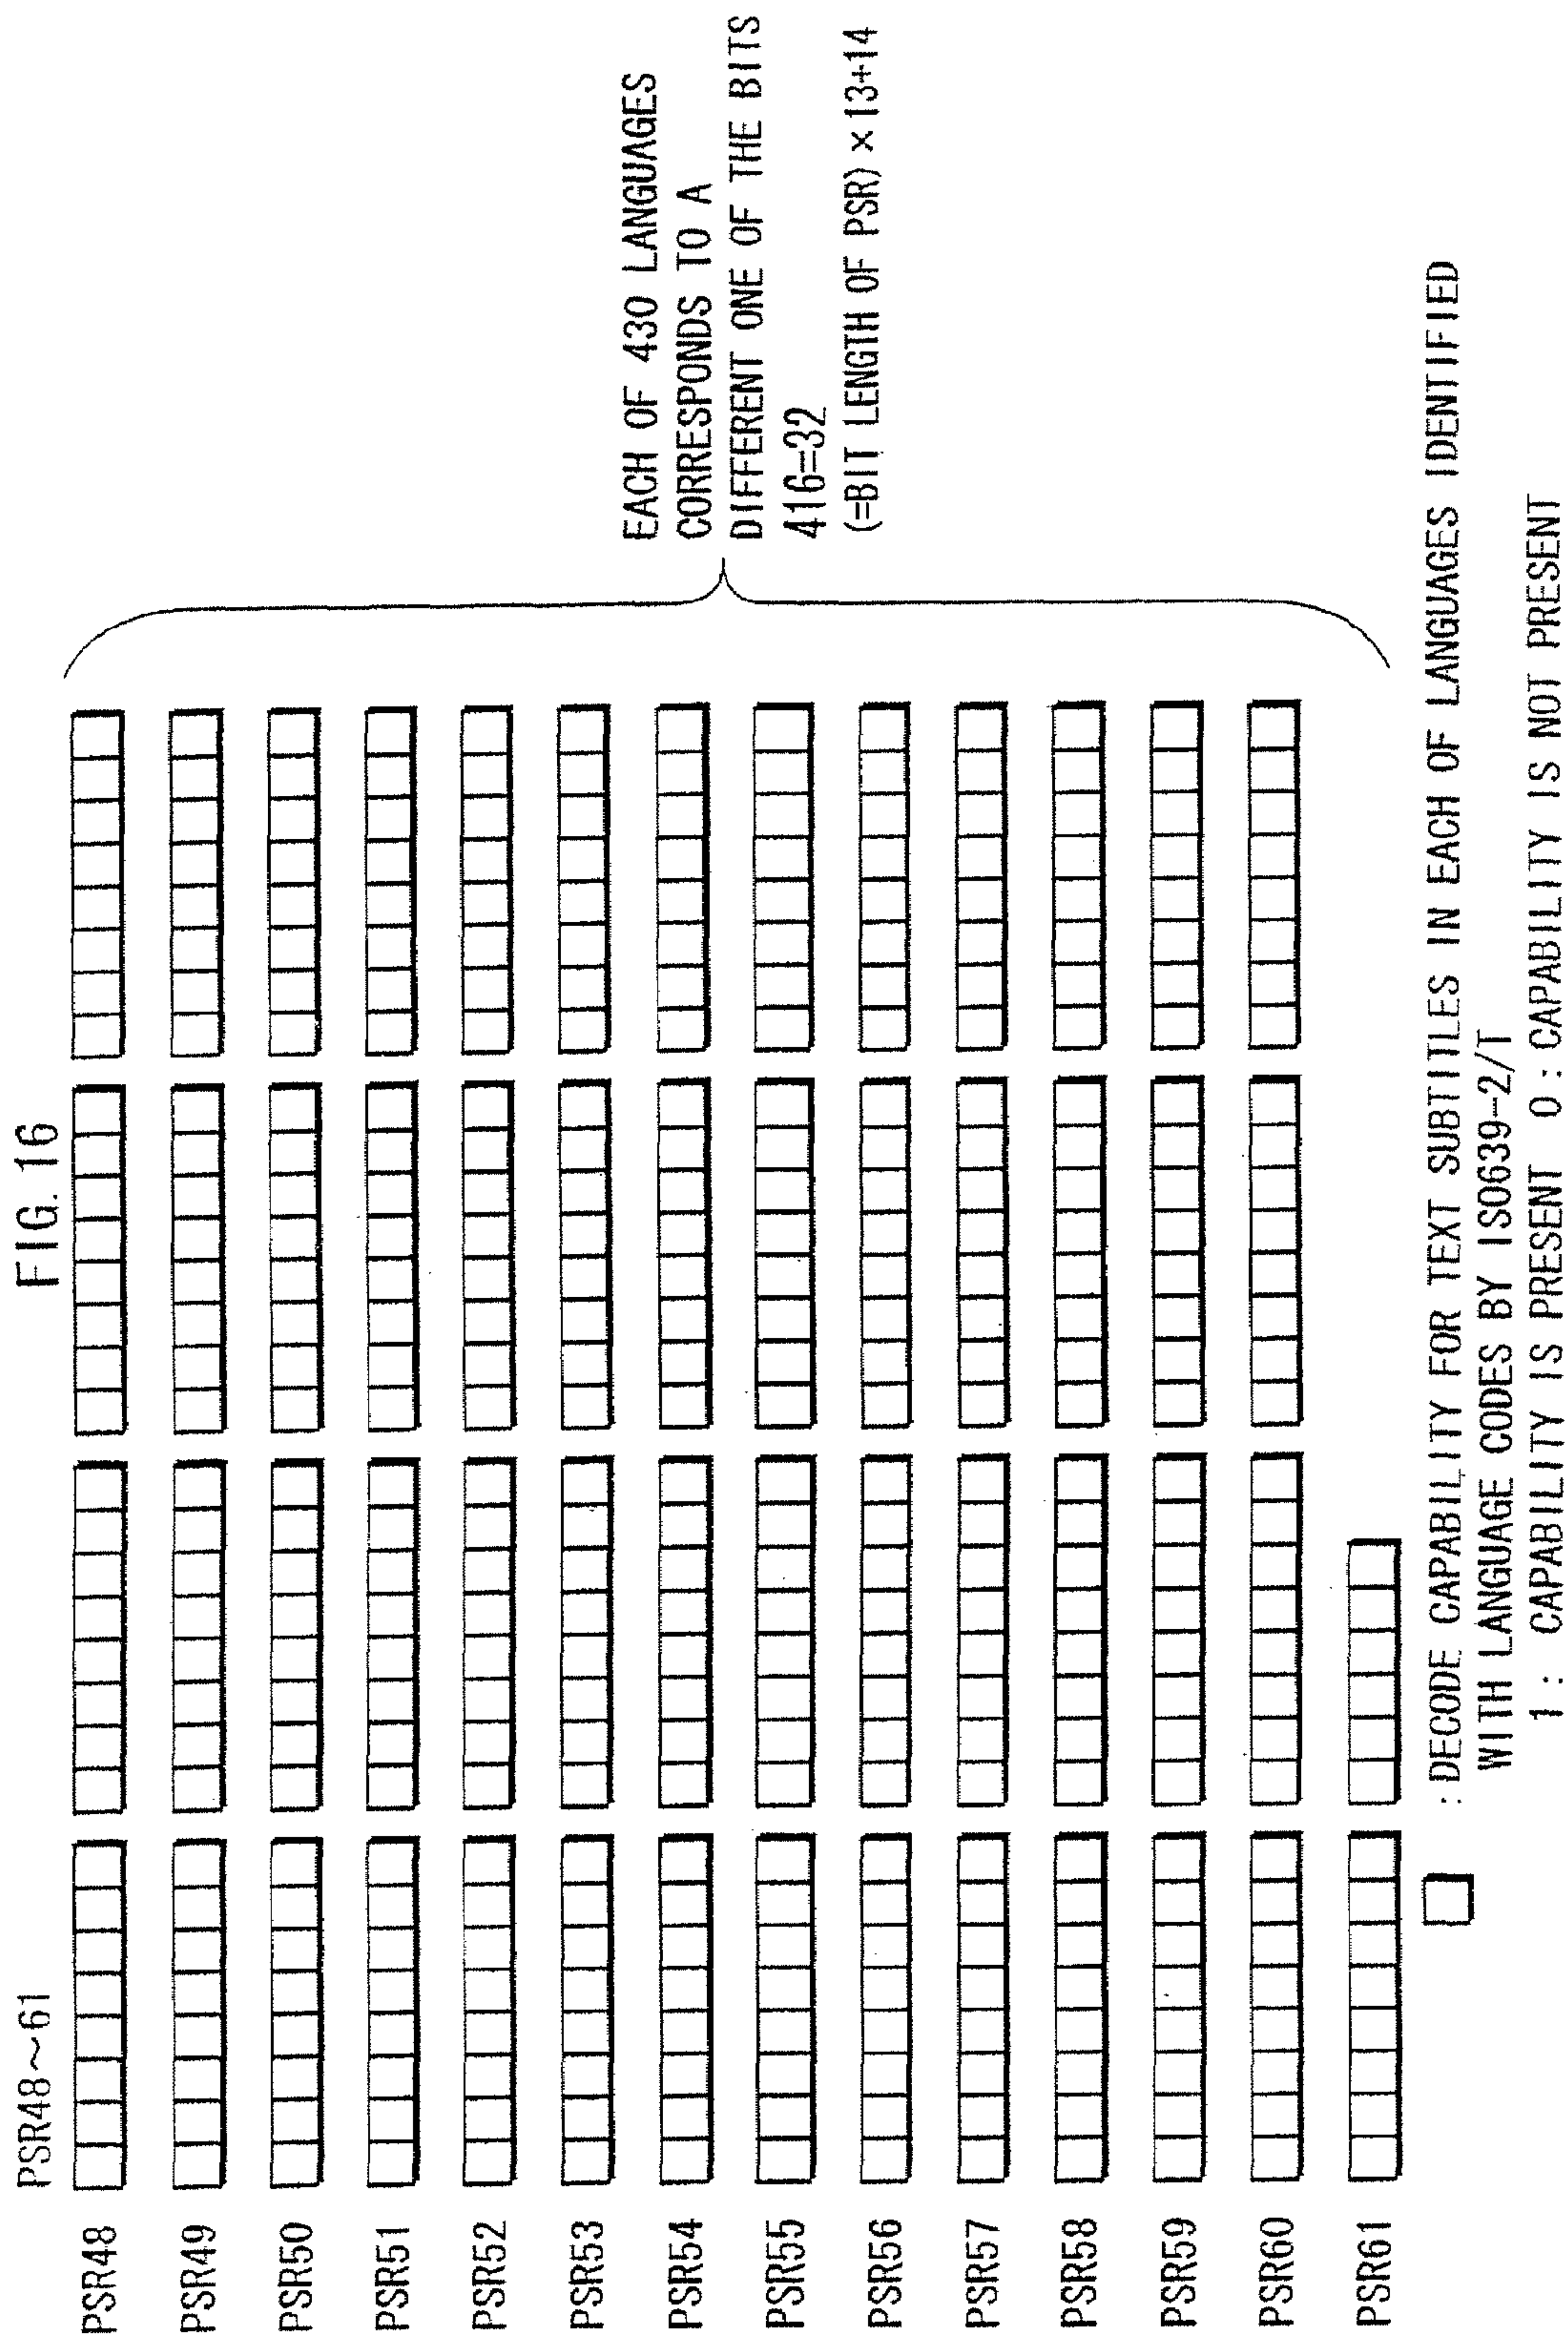 FIG. 16
PSR48~61
PSR48
PSR49
PSR50
PSR51
PSR52
PSR53
PSR54
PSR55
PSR56
PSR57
PSR58
PSR59
PSR60
PSR61
EACH OF 430 LANGUAGES
CORRESPONDS TO A
DIFFERENT ONE OF THE BITS
416=32
(=BIT LENGTH OF PSR)×13+14
: DECODE CAPABILITY FOR TEXT SUBTITLES IN EACH OF LANGUAGES IDENTIFIED
WITH LANGUAGE CODES BY ISO639-2/T
1 : CAPABILITY IS PRESENT 0 : CAPABILITY IS NOT PRESENT